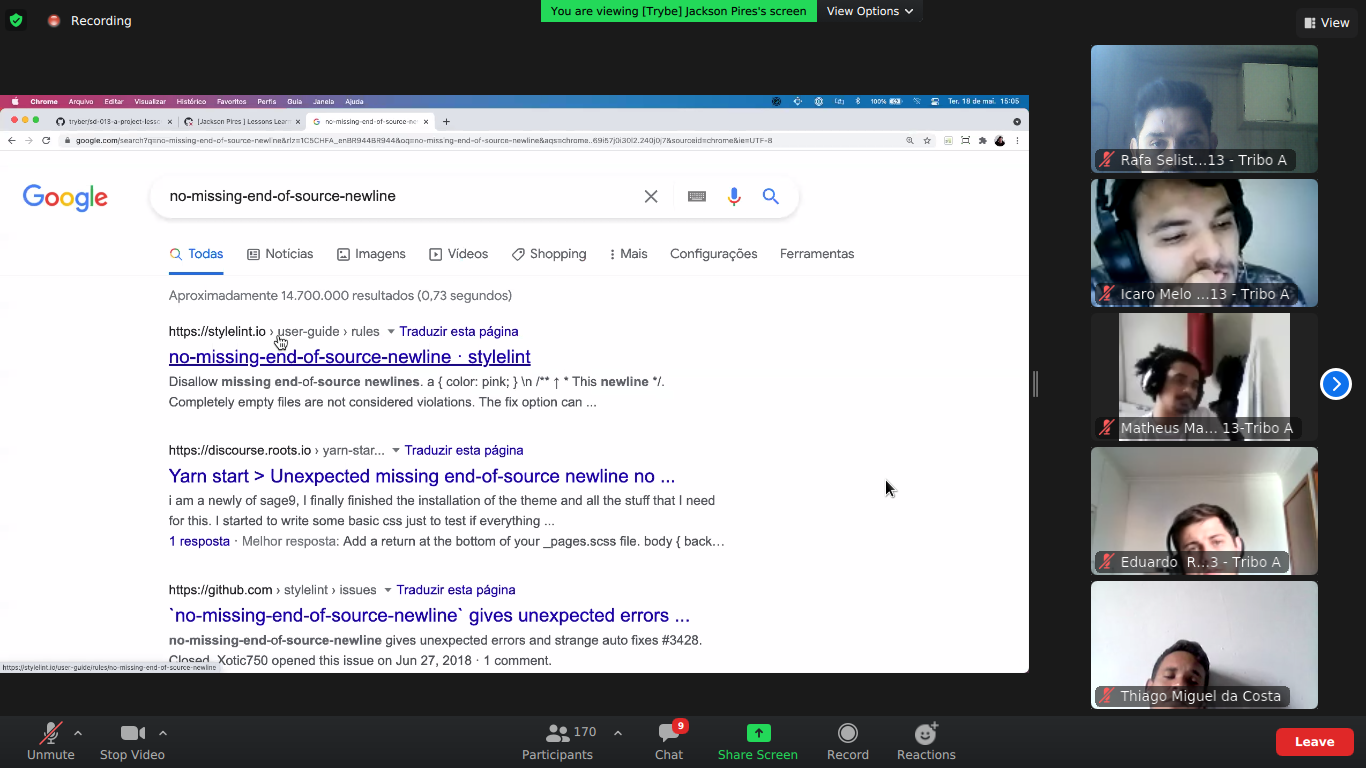 Recording
You are viewing [Trybe] Jackson Pires's screen
View Options
View
Chrome Arquivo Editar Visualizar Histórico Favoritos Perfis Guia Janela Ajuda
100% Ter. 18 de mai. 15:05
tryber/sd-013-a-project-lesso
[Jackson Pires] | Lessons Lear
no-missing-end-of-source-ne
google.com/search?q=no-missing-end-of-source-newline&rlz=1C5CHFA_enBR944BR944&oq=no-missing-end-of-source-newline&aqs=chrome..69i57j0i30l2.240j0j7&sourceid=chrome&ie=UTF-8
Google
no-missing-end-of-source-newline
Todas Notícias Imagens Vídeos Shopping Mais Configurações Ferramentas
Aproximadamente 14.700.000 resultados (0,73 segundos)
https://stylelint.io › user-guide › rules Traduzir esta página
no-missing-end-of-source-newline · stylelint
Disallow missing end-of-source newlines. a { color: pink; } \n /** ↑ * This newline */.
Completely empty files are not considered violations. The fix option can ...
https://discourse.roots.io › yarn-star... Traduzir esta página
Yarn start > Unexpected missing end-of-source newline no ...
i am a newly of sage9, I finally finished the installation of the theme and all the stuff that I need
for this. I started to write some basic css just to test if everything ...
1 resposta · Melhor resposta: Add a return at the bottom of your _pages.scss file. body { back...
https://github.com › stylelint › issues Traduzir esta página
`no-missing-end-of-source-newline` gives unexpected errors ...
no-missing-end-of-source-newline gives unexpected errors and strange auto fixes #3428.
Closed. Xotic750 opened this issue on Jun 27, 2018 · 1 comment.
https://stylelint.io/user-guide/rules/no-missing-end-of-source-newline
Rafa Selist...13 - Tribo A
Icaro Melo ...13 - Tribo A
Matheus Ma... 13-Tribo A
Eduardo R...3 - Tribo A
Thiago Miguel da Costa
Unmute
Stop Video
170
Participants
9
Chat
Share Screen
Record
Reactions
Leave